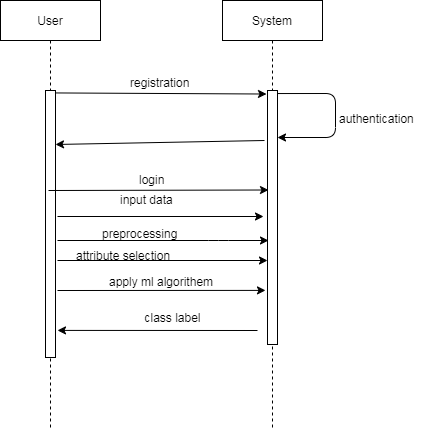 User
System
registration
authentication
login
input data
preprocessing
attribute selection
apply ml algorithem
class label